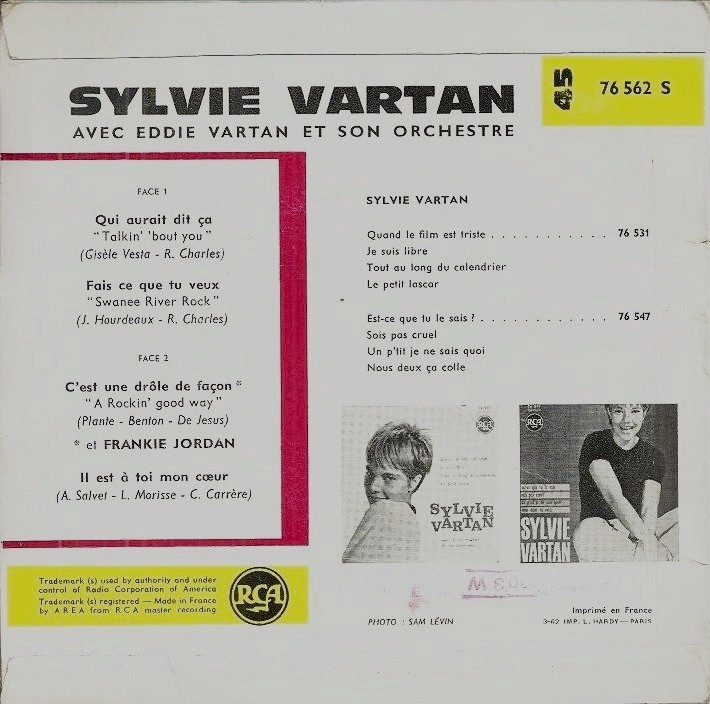 SYLVIE VARTAN
AVEC EDDIE VARTAN ET SON ORCHESTRE
45
76 562 S
FACE 1
Qui aurait dit ça
"Talkin' 'bout you"
(Gisèle Vesta - R. Charles)
Fais ce que tu veux
"Swanee River Rock"
(J. Hourdeaux - R. Charles)
FACE 2
C'est une drôle de façon *
"A Rockin' good way"
(Plante - Benton - De Jesus)
* et FRANKIE JORDAN
Il est à toi mon cœur
(A. Salvet - L. Morisse - C. Carrère)
SYLVIE VARTAN
Quand le film est triste . . . . . . . . . . . 76 531
Je suis libre
Tout au long du calendrier
Le petit lascar
Est-ce que tu le sais ? . . . . . . . . . . . . 76 547
Sois pas cruel
Un p'tit je ne sais quoi
Nous deux ça colle
SYLVIE
VARTAN
RCA
SYLVIE
VARTAN
Trademark (s) used by authority and under
control of Radio Corporation of America
Trademark (s) registered — Made in France
by A R E A from R C A master recording
RCA
PHOTO : SAM LÉVIN
Imprimé en France
3-62 IMP. L. HARDY — PARIS